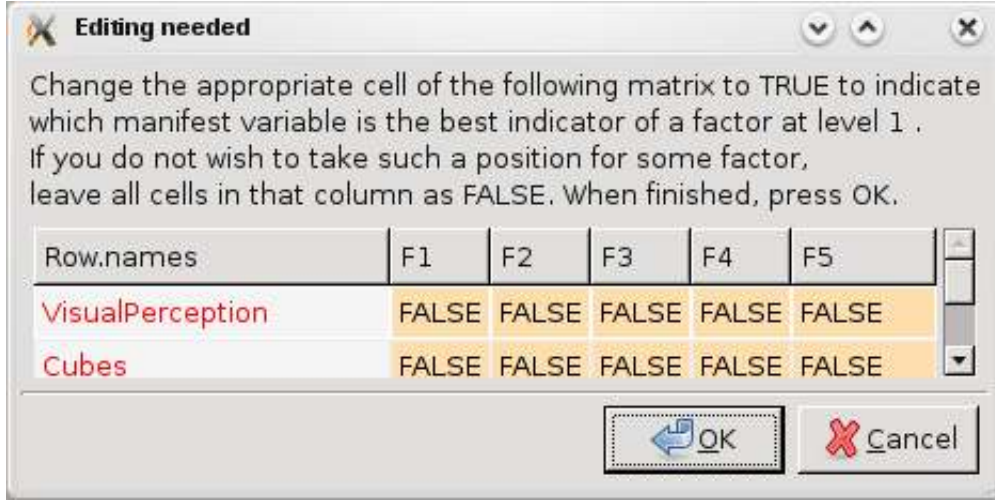 Editing needed
Change the appropriate cell of the following matrix to TRUE to indicate
which manifest variable is the best indicator of a factor at level 1 .
If you do not wish to take such a position for some factor,
leave all cells in that column as FALSE. When finished, press OK.
Row.names F1 F2 F3 F4 F5
VisualPerception FALSE FALSE FALSE FALSE FALSE
Cubes FALSE FALSE FALSE FALSE FALSE
OK Cancel